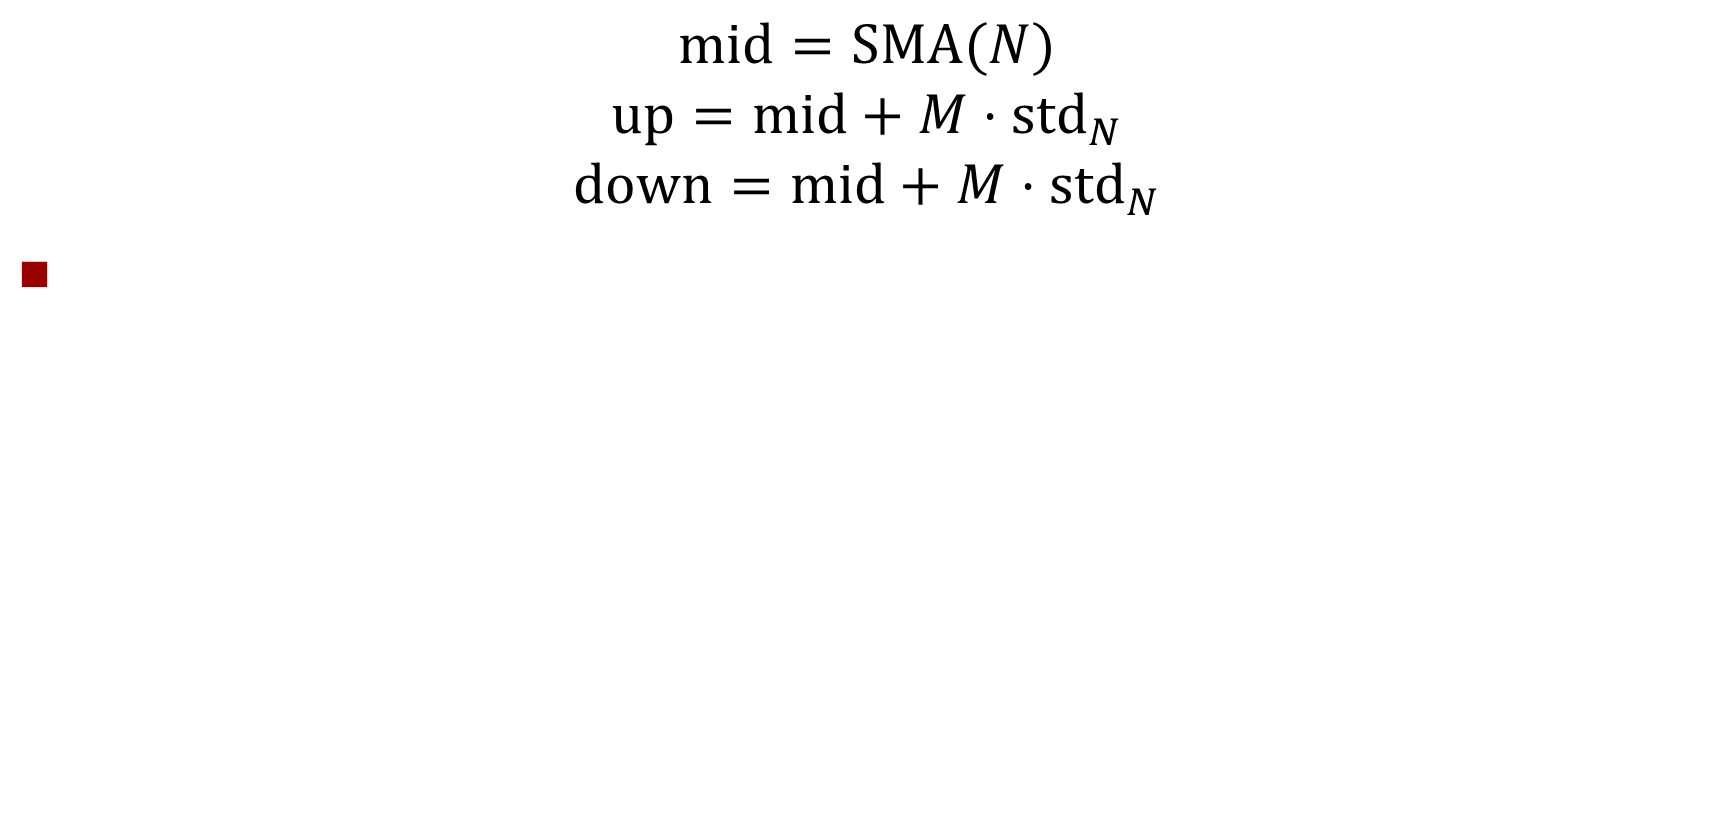 mid = SMA(N)
up = mid + M · std_N
down = mid + M · std_N